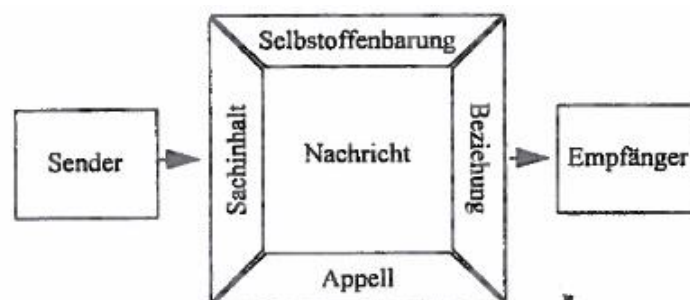 Selbstoffenbarung
Sender
Sachinhalt
Nachricht
Beziehung
Empfänger
Appell